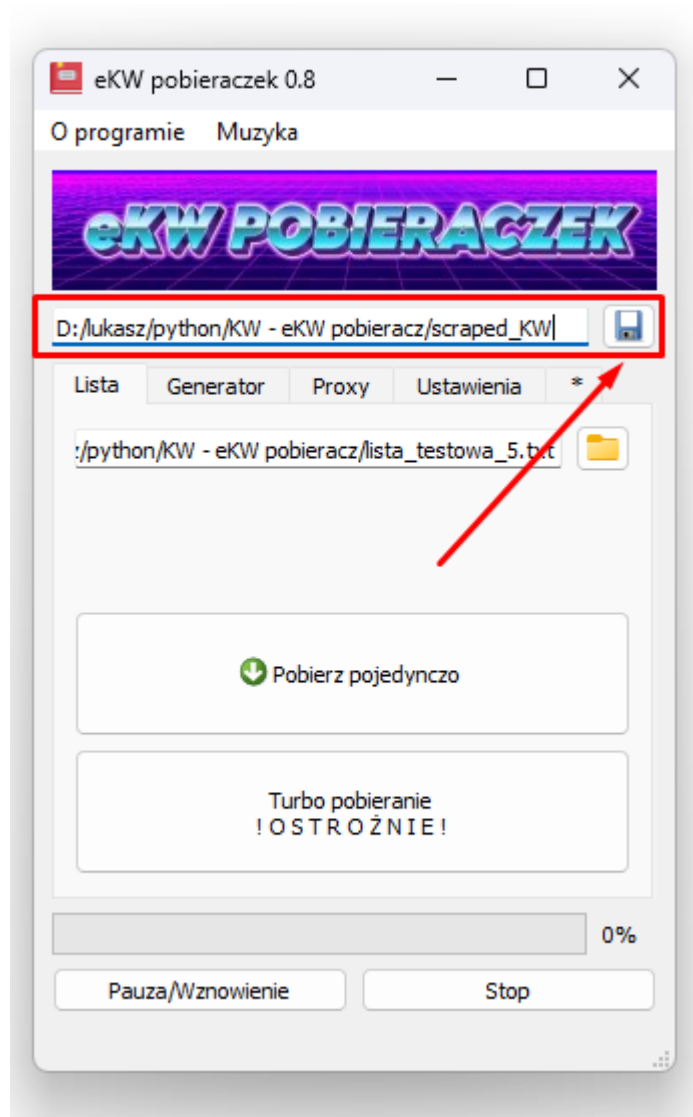 eKW pobieraczek 0.8
O programie Muzyka
eKW POBIERACZEK
D:/lukasz/python/KW - eKW pobieracz/scraped_KW
Lista Generator Proxy Ustawienia *
:/python/KW - eKW pobieracz/lista_testowa_5.txt
Pobierz pojedynczo
Turbo pobieranie
! O S T R O Ż N I E !
0%
Pauza/Wznowienie Stop